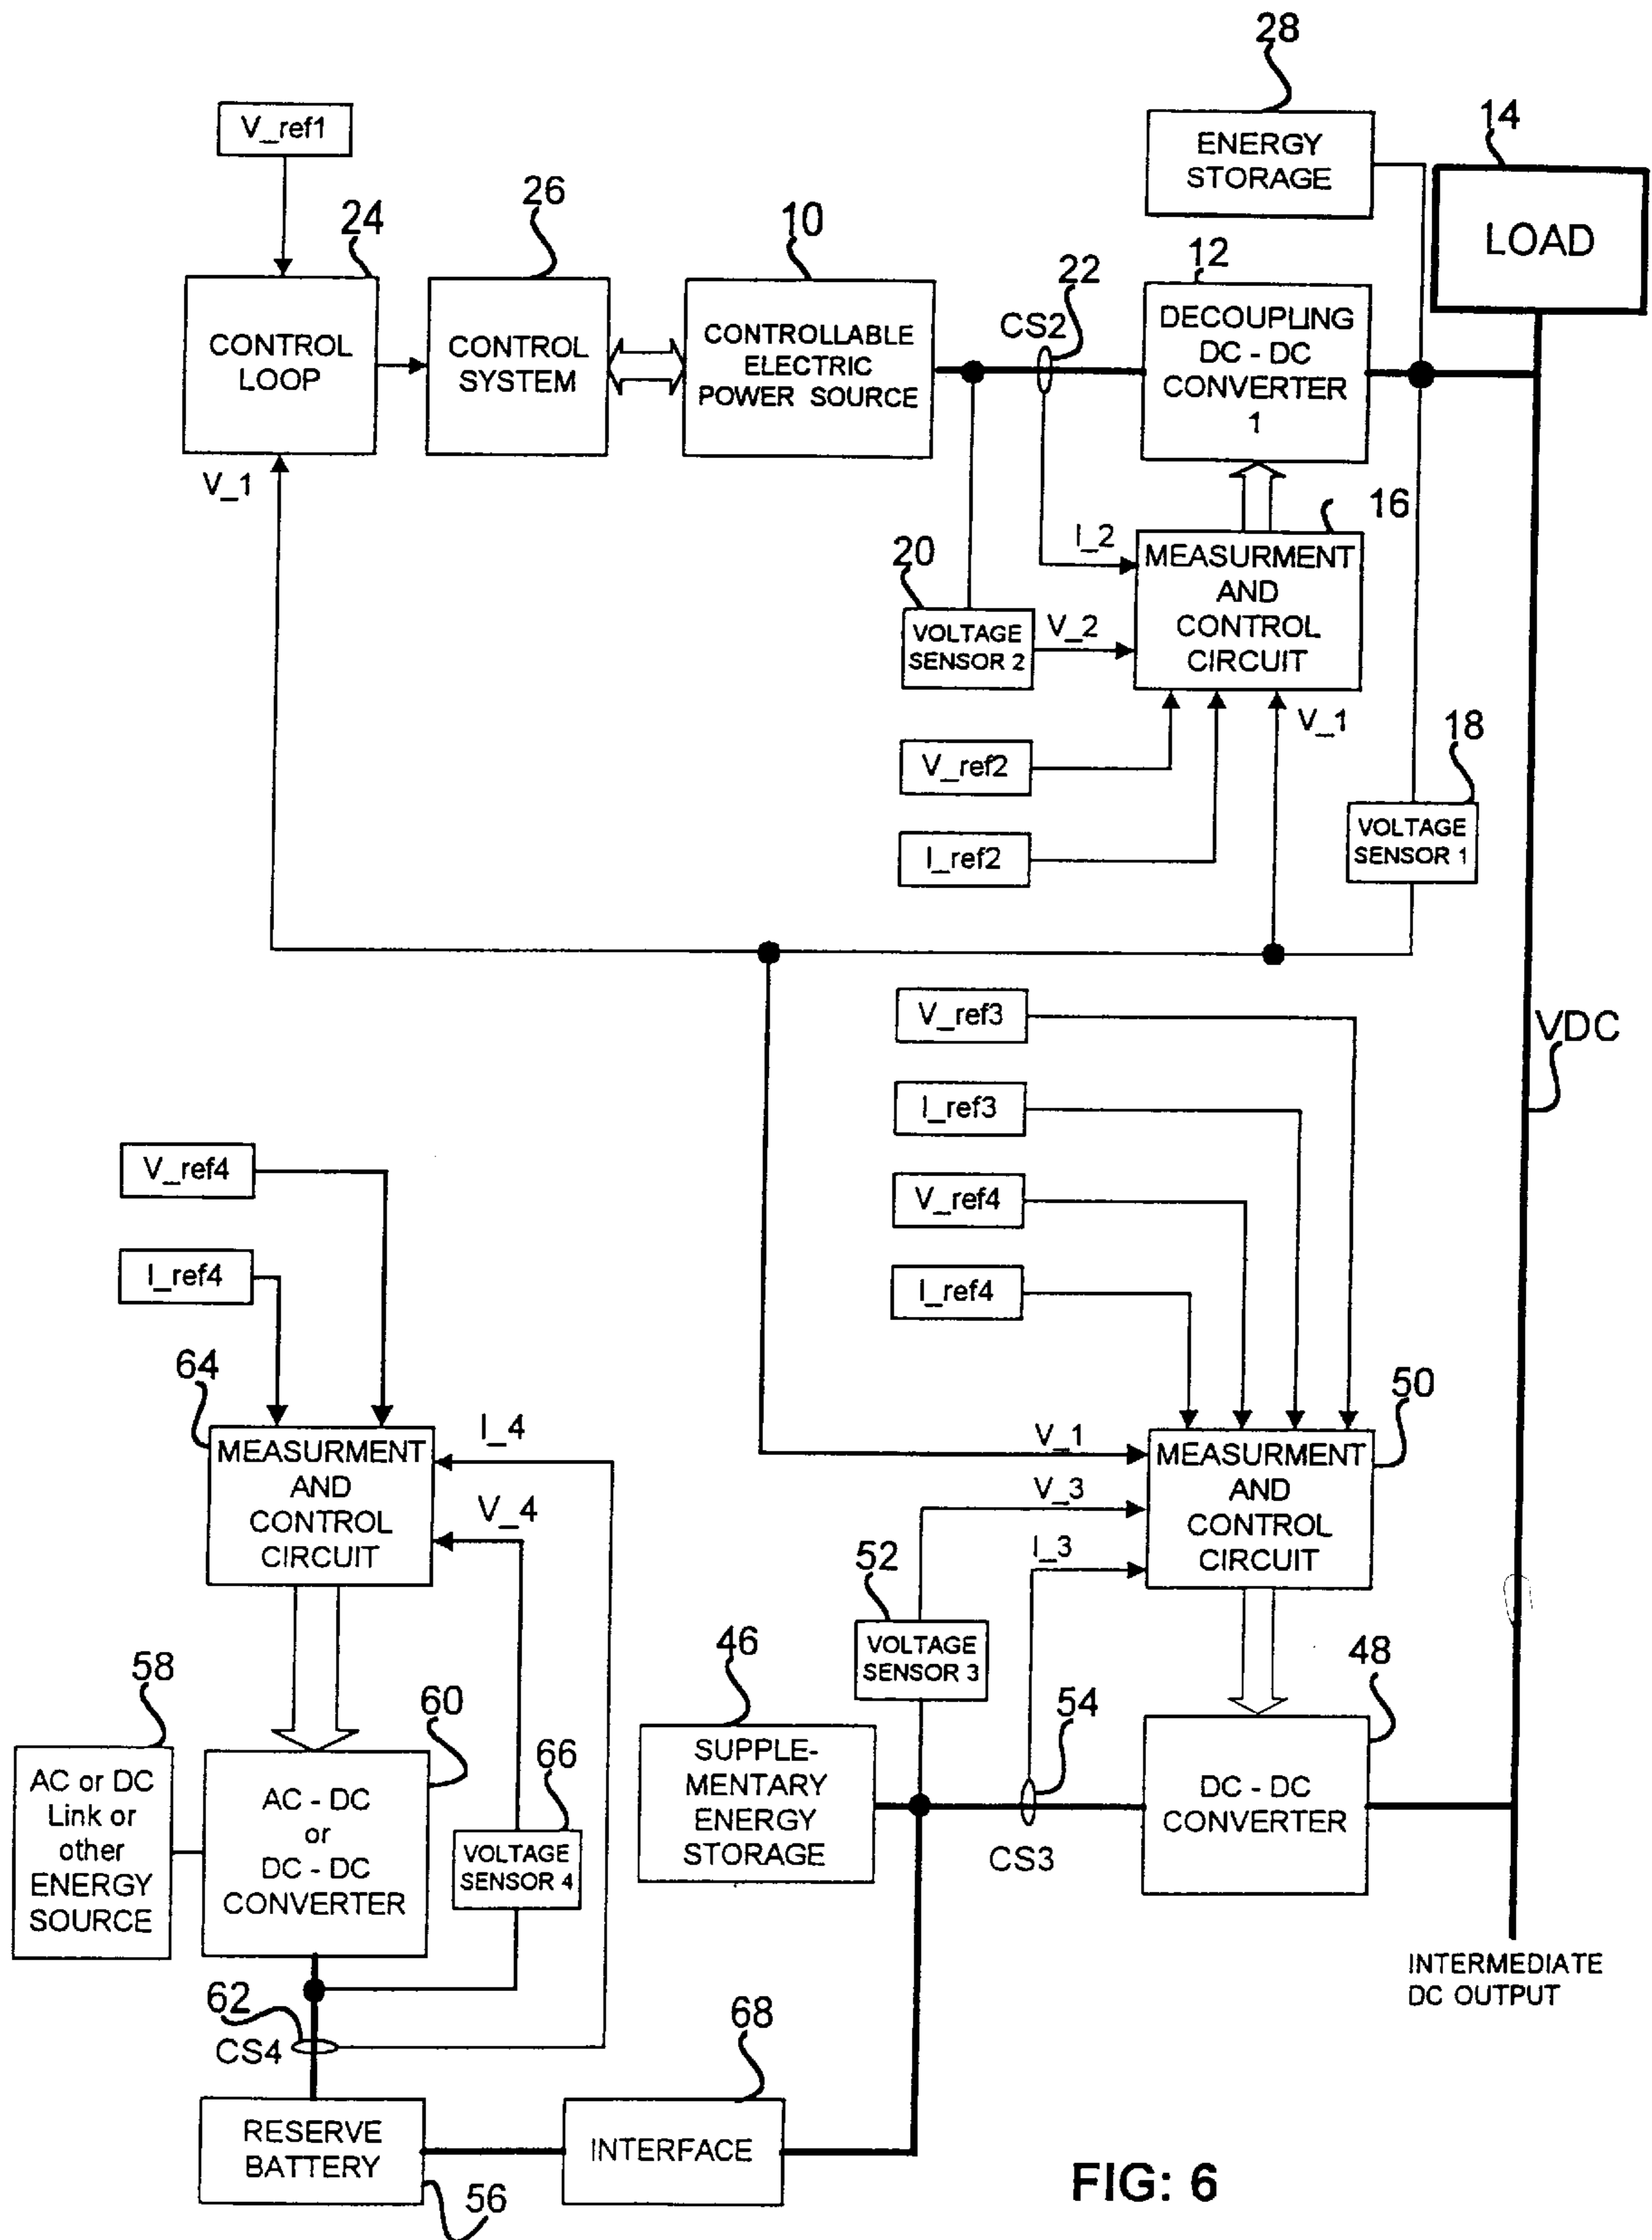 28
V_ref1
ENERGY
STORAGE
14
LOAD
24
26
10
12
22
CS2
CONTROL
LOOP
CONTROL
SYSTEM
CONTROLLABLE
ELECTRIC
POWER SOURCE
DECOUPLING
DC - DC
CONVERTER
1
V_1
16
I_2
MEASURMENT
AND
CONTROL
CIRCUIT
20
VOLTAGE
SENSOR 2
V_2
V_1
18
V_ref2
I_ref2
VOLTAGE
SENSOR 1
V_ref3
VDC
I_ref3
V_ref4
I_ref4
V_ref4
I_ref4
64
MEASURMENT
AND
CONTROL
CIRCUIT
I_4
V_4
50
V_1
V_3
I_3
MEASURMENT
AND
CONTROL
CIRCUIT
52
VOLTAGE
SENSOR 3
46
SUPPLE-
MENTARY
ENERGY
STORAGE
54
CS3
48
DC - DC
CONVERTER
58
AC or DC
Link or
other
ENERGY
SOURCE
60
AC - DC
or
DC - DC
CONVERTER
66
VOLTAGE
SENSOR 4
INTERMEDIATE
DC OUTPUT
62
CS4
68
RESERVE
BATTERY
INTERFACE
56
FIG: 6